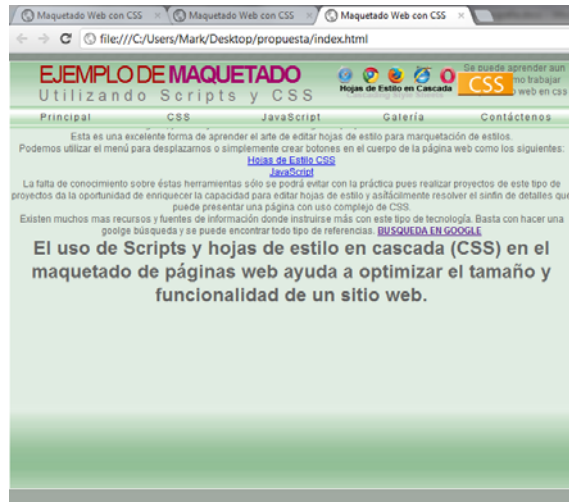 Maquetado Web con CSS
Maquetado Web con CSS
Maquetado Web con CSS
file:///C:/Users/Mark/Desktop/propuesta/index.html
EJEMPLO DE MAQUETADO
Utilizando Scripts y CSS
Hojas de Estilo en Cascada
CSS
Se puede aprender aun
mo trabajar
web en css
Principal CSS JavaScript Galería Contáctenos
Esta es una excelente forma de aprender el arte de editar hojas de estilo para marquetación de estilos.
Podemos utilizar el menú para desplazarnos o simplemente crear botones en el cuerpo de la página web como los siguientes:
Hojas de Estilo CSS
JavaScript
La falta de conocimiento sobre éstas herramientas sólo se podrá evitar con la práctica pues realizar proyectos de este tipo de
proyectos da la oportunidad de enriquecer la capacidad para editar hojas de estilo y asífácilmente resolver el sinfin de detalles que
puede presentar una página con uso complejo de CSS.
Existen muchos mas recursos y fuentes de información donde instruirse más con este tipo de tecnología. Basta con hacer una
goolge búsqueda y se puede encontrar todo tipo de referencias. BUSQUEDA EN GOOGLE
El uso de Scripts y hojas de estilo en cascada (CSS) en el
maquetado de páginas web ayuda a optimizar el tamaño y
funcionalidad de un sitio web.